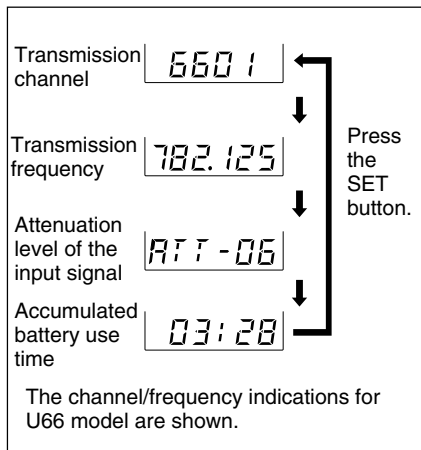 Transmission
channel
6601
Transmission
frequency
782.125
Attenuation
level of the
input signal
ATT-06
Accumulated
battery use
time
03:28
Press
the
SET
button.
The channel/frequency indications for
U66 model are shown.